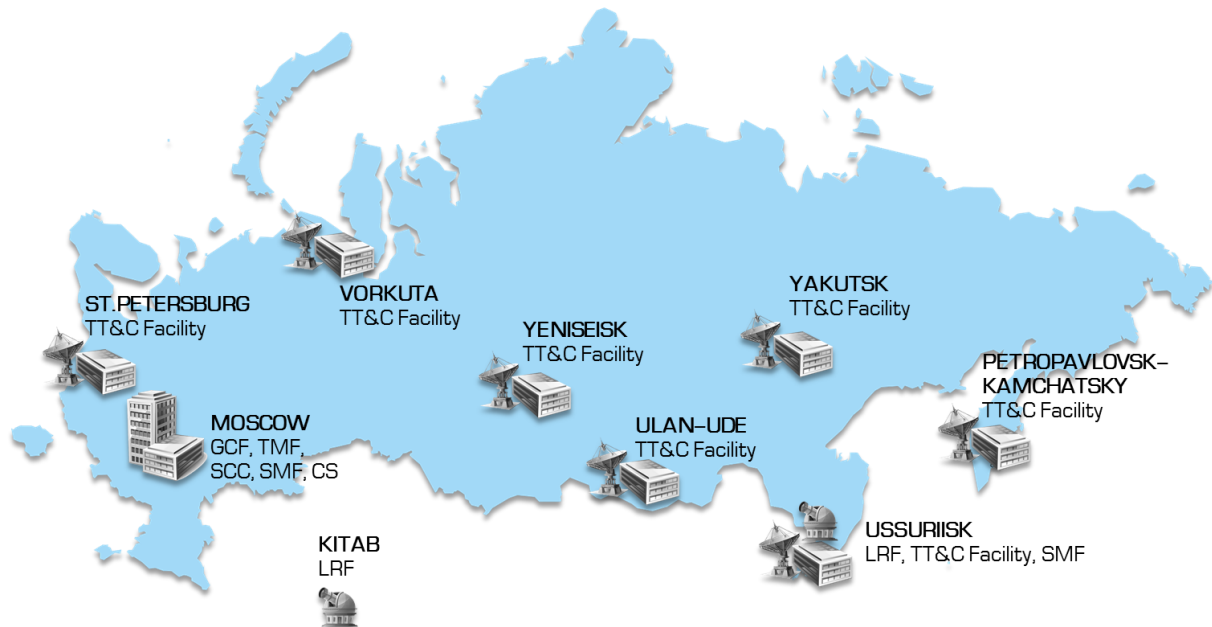 ST.PETERSBURG
TT&C Facility
VORKUTA
TT&C Facility
YENISEISK
TT&C Facility
YAKUTSK
TT&C Facility
PETROPAVLOVSK–
KAMCHATSKY
TT&C Facility
MOSCOW
GCF, TMF,
SCC, SMF, CS
ULAN–UDE
TT&C Facility
KITAB
LRF
USSURIISK
LRF, TT&C Facility, SMF